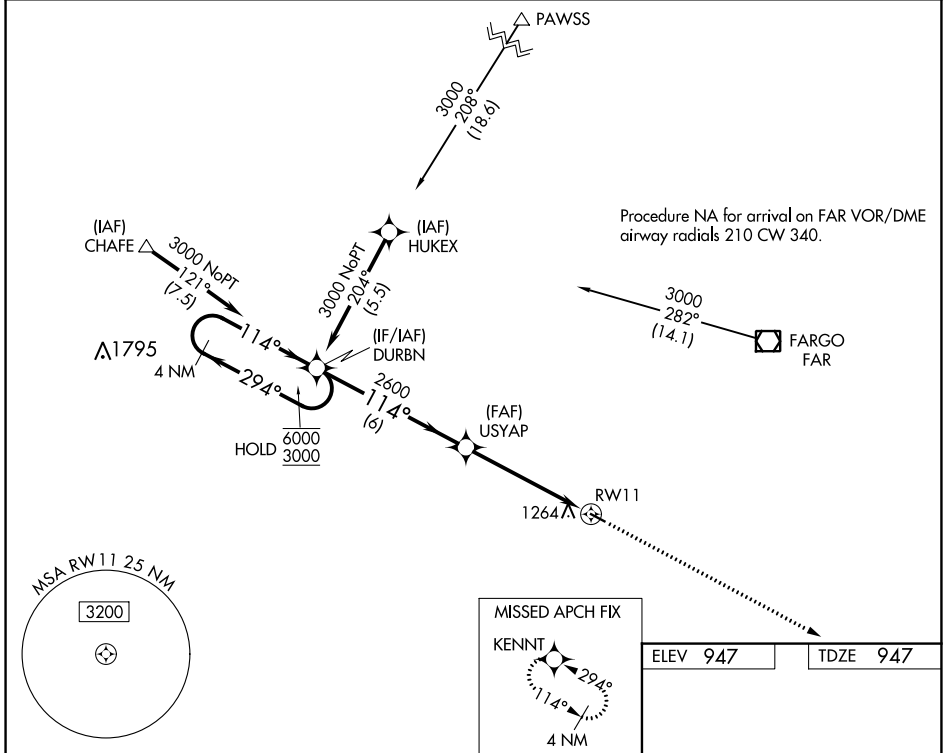 PAWSS
3000
208°
(18.6)
(IAF)
HUKEX
(IAF)
CHAFE
3000 NoPT
121°
(7.5)
3000 NoPT
204°
(5.5)
Procedure NA for arrival on FAR VOR/DME
airway radials 210 CW 340.
3000
282°
(14.1)
FARGO
FAR
1795
4 NM
114°
294°
(IF/IAF)
DURBN
HOLD
6000
3000
2600
114°
(6)
(FAF)
USYAP
RW11
1264
MSA RW11 25 NM
3200
MISSED APCH FIX
KENNT
294°
114°
4 NM
ELEV 947
TDZE 947